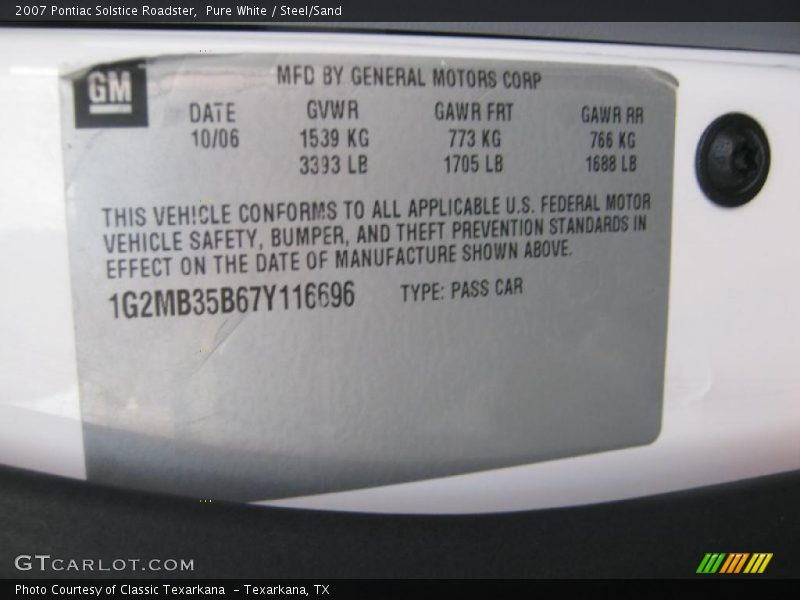 2007 Pontiac Solstice Roadster,  Pure White / Steel/Sand
GM
MFD BY GENERAL MOTORS CORP
DATE GVWR GAWR FRT GAWR RR
10/06 1539 KG 773 KG 766 KG
3393 LB 1705 LB 1688 LB
THIS VEHICLE CONFORMS TO ALL APPLICABLE U.S. FEDERAL MOTOR
VEHICLE SAFETY, BUMPER, AND THEFT PREVENTION STANDARDS IN
EFFECT ON THE DATE OF MANUFACTURE SHOWN ABOVE.
1G2MB35B67Y116696 TYPE: PASS CAR
GTCARLOT.COM
Photo Courtesy of Classic Texarkana  - Texarkana, TX